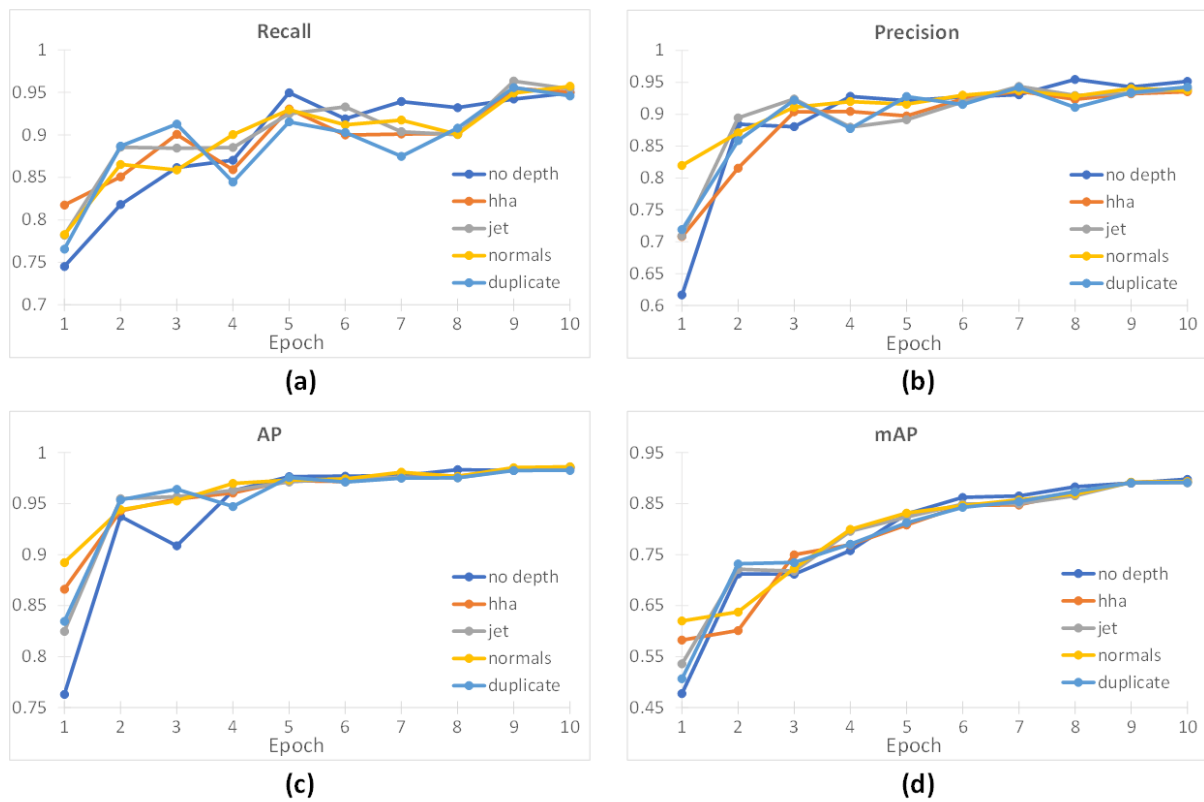 Recall
1
0.95
0.9
0.85
0.8
0.75
0.7
no depth
hha
jet
normals
duplicate
1 2 3 4 5 6 7 8 9 10
Epoch
(a)
Precision
1
0.95
0.9
0.85
0.8
0.75
0.7
0.65
0.6
no depth
hha
jet
normals
duplicate
1 2 3 4 5 6 7 8 9 10
Epoch
(b)
AP
1
0.95
0.9
0.85
0.8
0.75
no depth
hha
jet
normals
duplicate
1 2 3 4 5 6 7 8 9 10
Epoch
(c)
mAP
0.95
0.85
0.75
0.65
0.55
0.45
no depth
hha
jet
normals
duplicate
1 2 3 4 5 6 7 8 9 10
Epoch
(d)